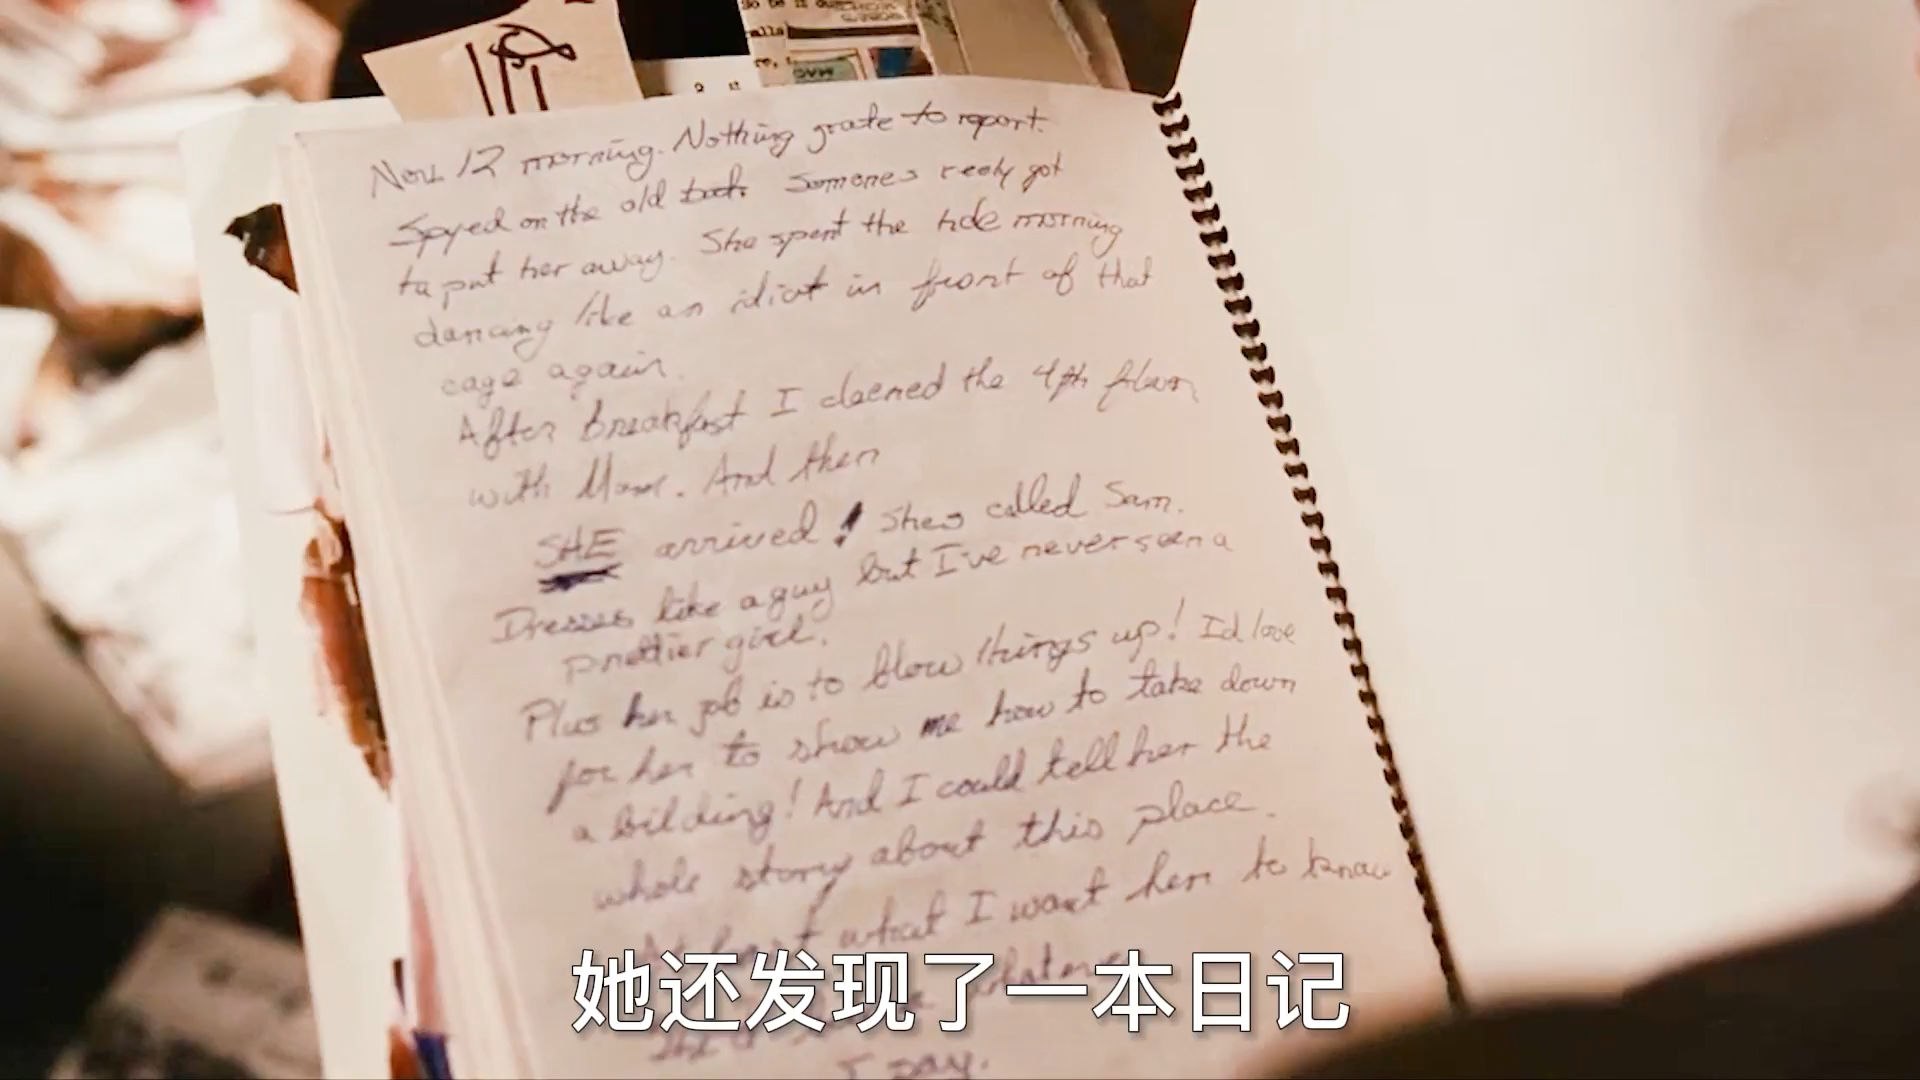 Nov 12 morning. Nothing grate to report.
Spyed on the old bat. Somones realy got
to put her away. She spent the hole morning
dancing like an idiot in front of that
cage again.
After breakfast I cleened the 4th floor
with Mom. And then
SHE arrived! Shes called Sam.
Dresses like a guy but I've never seen a
prettier girl.
Plus her job is to blow things up! Id love
for her to show me how to take down
a bilding! And I could tell her the
whole story about this place.
At least what I want her to know
I say.
她还发现了一本日记